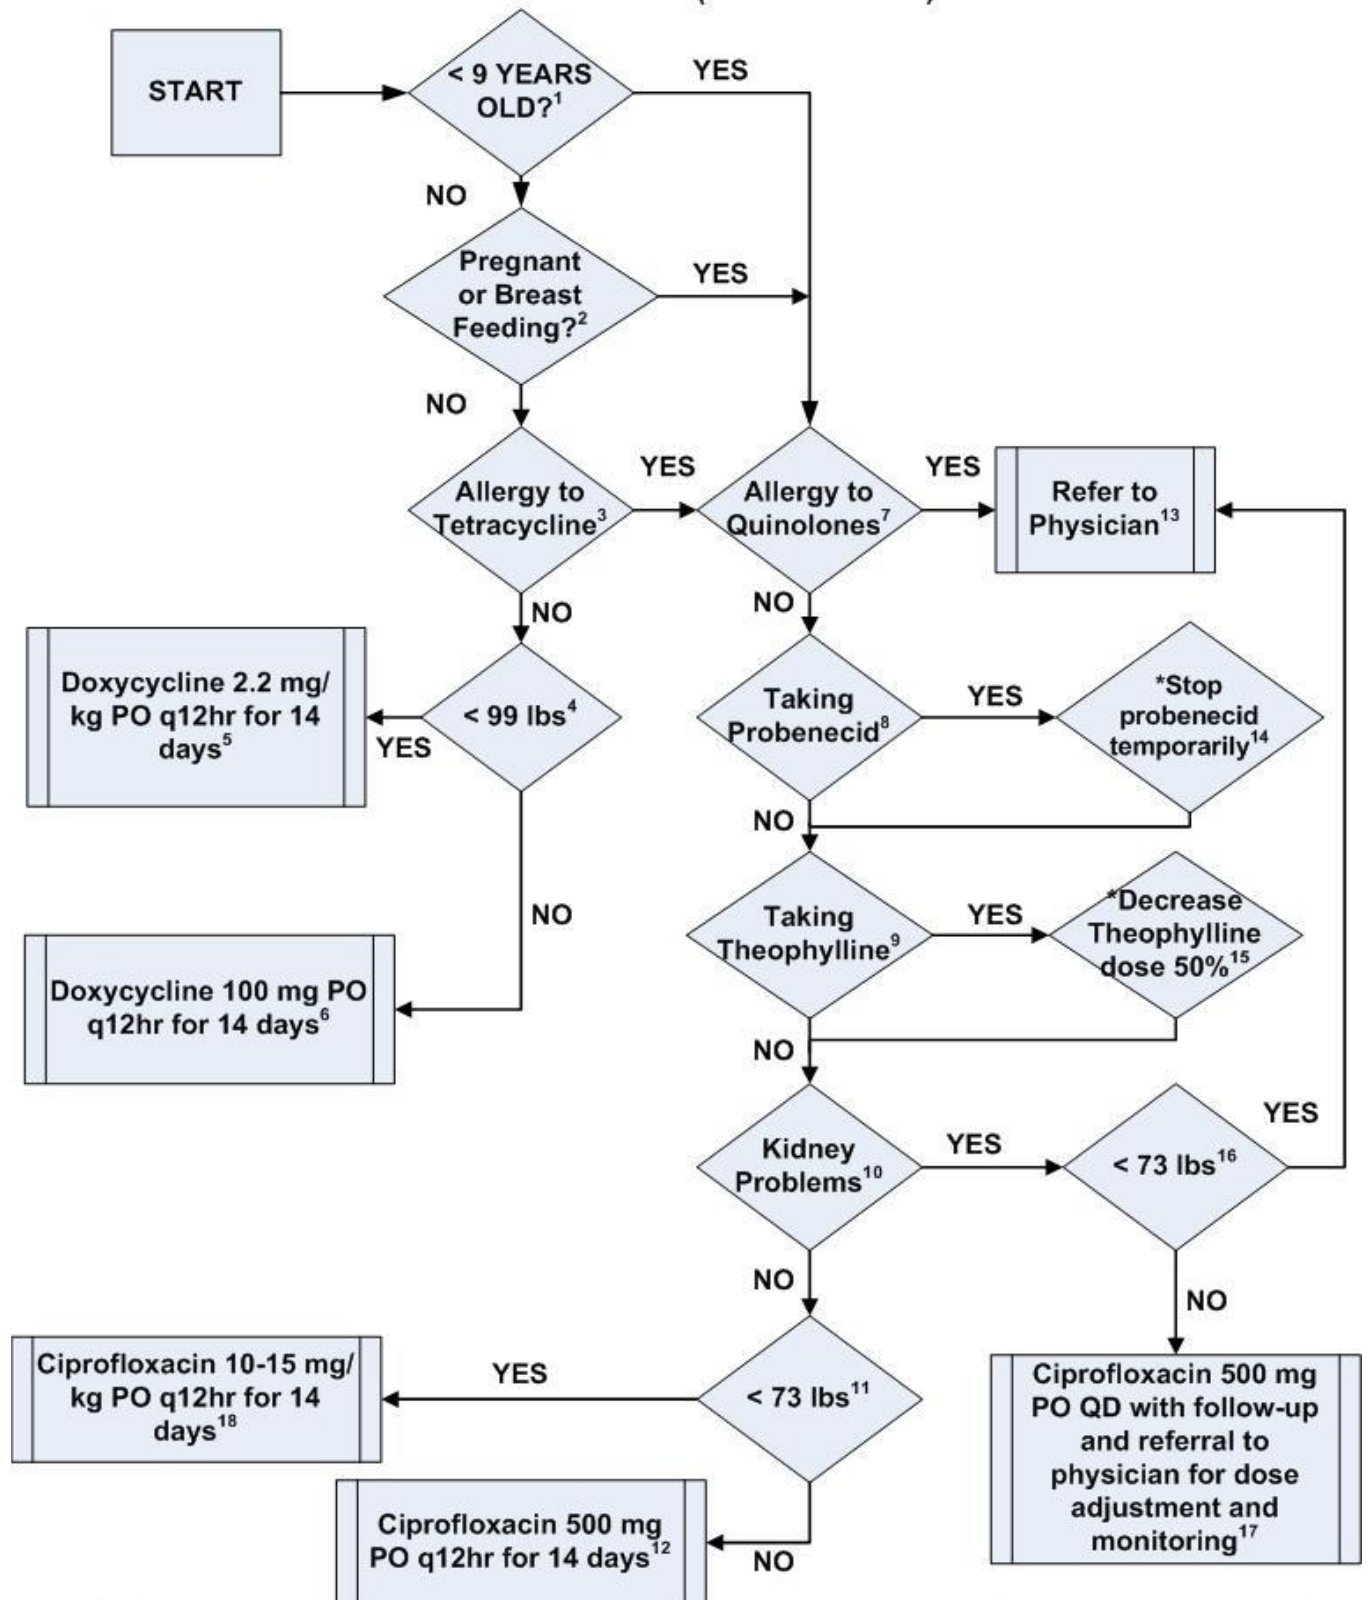 START
< 9 YEARS
OLD?1
YES
NO
Pregnant
or Breast
Feeding?2
YES
NO
Allergy to
Tetracycline3
YES
Allergy to
Quinolones7
YES
Refer to
Physician13
NO
NO
Doxycycline 2.2 mg/
kg PO q12hr for 14
days5
< 99 lbs4
YES
Taking
Probenecid8
YES
*Stop
probenecid
temporarily14
NO
NO
Taking
Theophylline9
YES
*Decrease
Theophylline
dose 50%15
Doxycycline 100 mg PO
q12hr for 14 days6
NO
Kidney
Problems10
YES
< 73 lbs16
YES
NO
NO
Ciprofloxacin 10-15 mg/
kg PO q12hr for 14
days18
YES
< 73 lbs11
Ciprofloxacin 500 mg
PO QD with follow-up
and referral to
physician for dose
adjustment and
monitoring17
Ciprofloxacin 500 mg
PO q12hr for 14 days12
NO